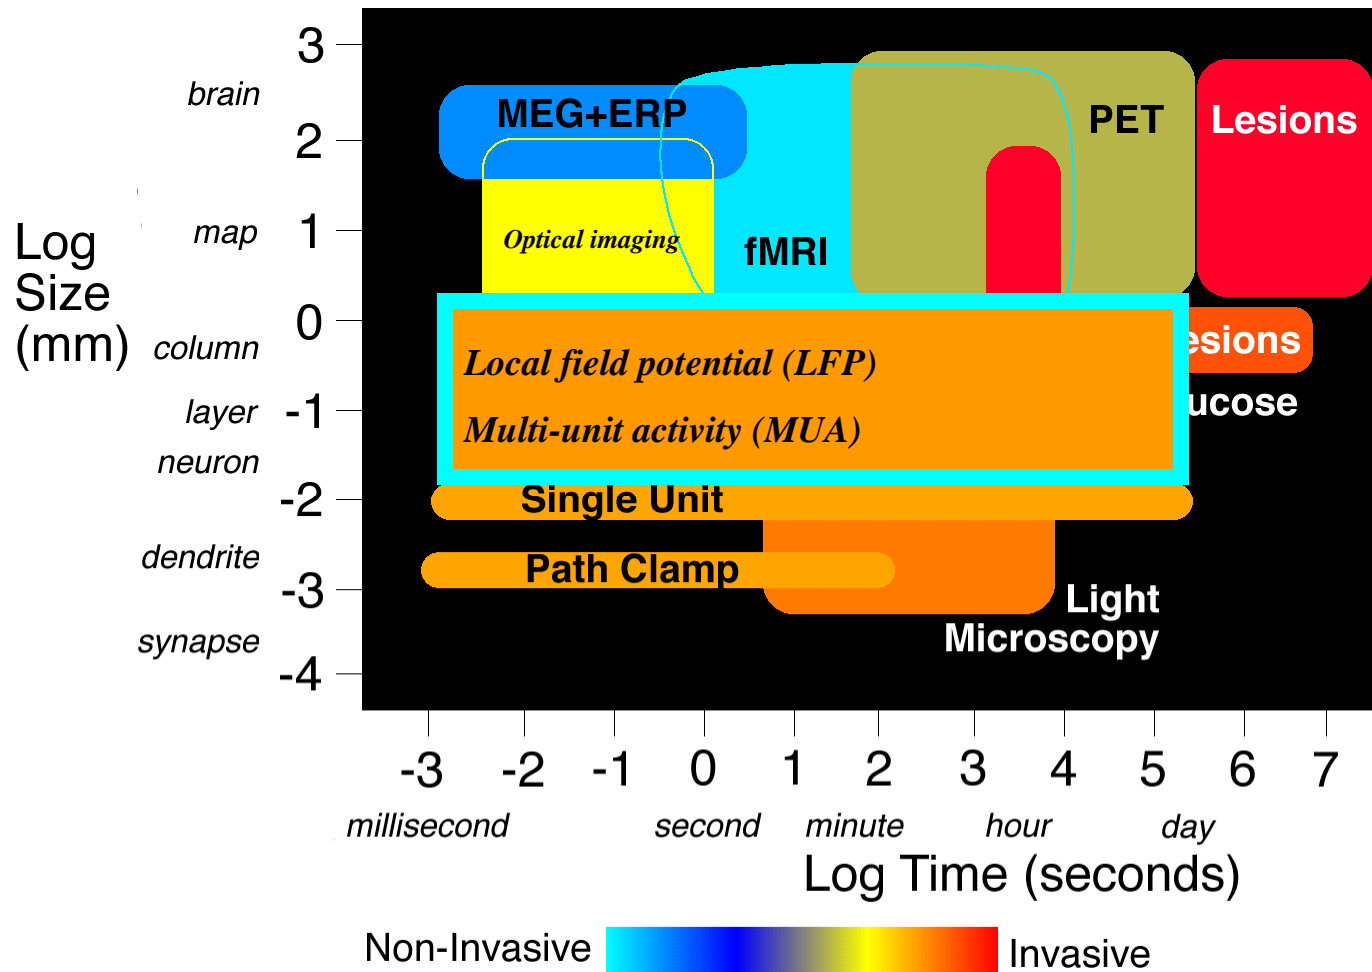 3
brain
MEG+ERP
PET
Lesions
2
Log
Size
(mm)
map
1
Optical imaging
fMRI
0
column
Local field potential (LFP)
esions
layer
-1
Multi-unit activity (MUA)
ucose
neuron
-2
Single Unit
dendrite
Path Clamp
-3
Light
Microscopy
synapse
-4
-3 -2 -1 0 1 2 3 4 5 6 7
millisecond second minute hour day
Log Time (seconds)
Non-Invasive Invasive